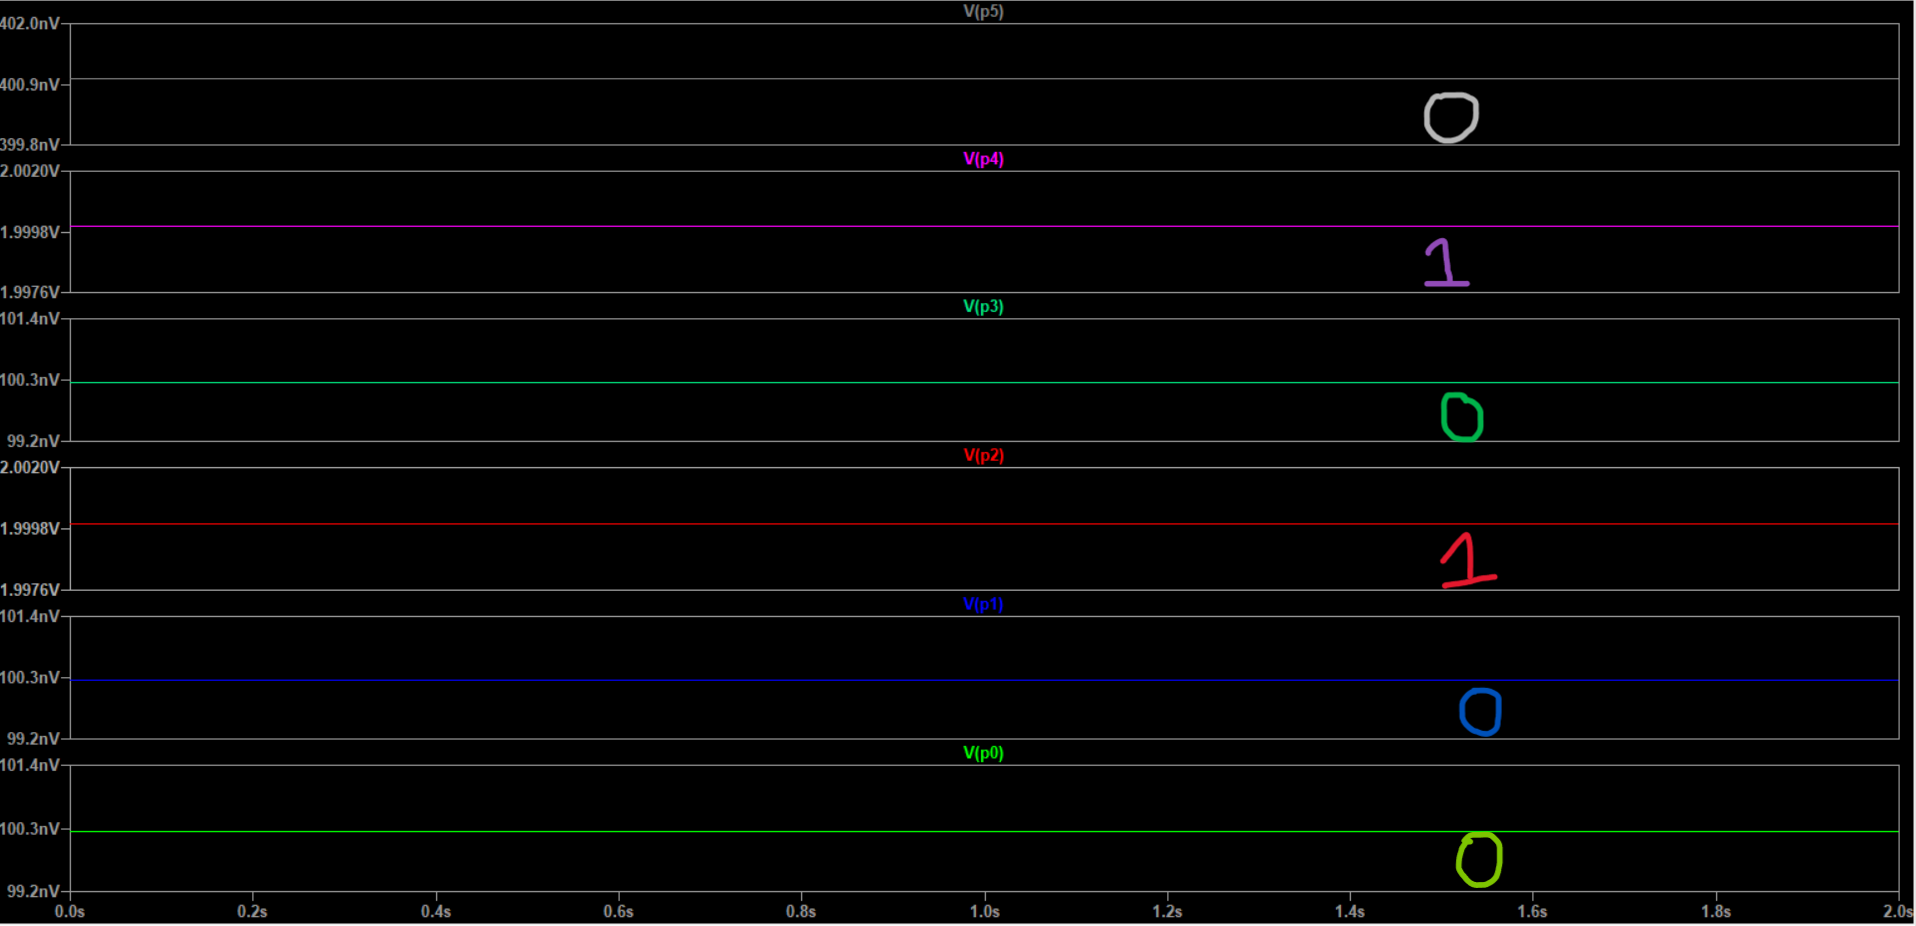 V(p5)
402.0nV
400.9nV
0
399.8nV
V(p4)
2.0020V
1.9998V
1
1.9976V
V(p3)
101.4nV
100.3nV
0
99.2nV
V(p2)
2.0020V
1.9998V
1
1.9976V
V(p1)
101.4nV
100.3nV
0
99.2nV
V(p0)
101.4nV
100.3nV
0
99.2nV
0.0s 0.2s 0.4s 0.6s 0.8s 1.0s 1.2s 1.4s 1.6s 1.8s 2.0s